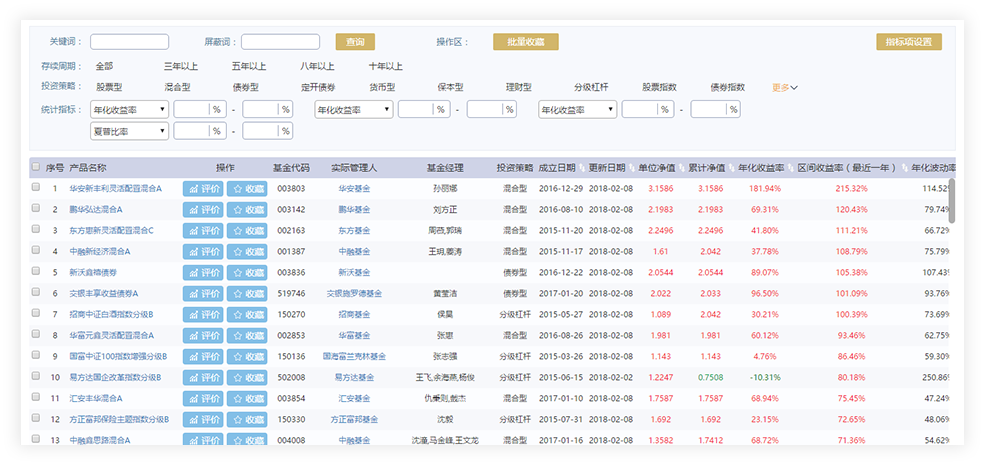 关键词： 屏蔽词： 查询 操作区： 批量收藏 指标项设置
存续周期： 全部 三年以上 五年以上 八年以上 十年以上
投资策略： 股票型 混合型 债券型 定开债券 货币型 保本型 理财型 分级杠杆 股票指数 债券指数 更多
统计指标： 年化收益率 % - % 年化收益率 % - % 年化收益率 % - %
夏普比率 % - %
序号 产品名称 操作 基金代码 实际管理人 基金经理 投资策略 成立日期 更新日期 单位净值 累计净值 年化收益率 区间收益率（最近一年） 年化波动率
1 华安新丰利灵活配置混合A 评价 收藏 003803 华安基金 孙丽娜 混合型 2016-12-29 2018-02-08 3.1586 3.1586 181.94% 215.32% 114.52%
2 鹏华弘达混合A 评价 收藏 003142 鹏华基金 刘方正 混合型 2016-08-10 2018-02-08 2.1983 2.1983 69.31% 120.43% 79.74%
3 东方惠新灵活配置混合C 评价 收藏 002163 东方基金 周薇,郭瑞 混合型 2015-11-20 2018-02-08 2.2496 2.2496 41.80% 111.21% 66.72%
4 中融新经济混合A 评价 收藏 001387 中融基金 王玥,姜涛 混合型 2015-11-17 2018-02-08 1.61 2.042 37.78% 108.79% 75.79%
5 新沃鑫禧债券 评价 收藏 003836 新沃基金 债券型 2016-12-22 2018-02-08 2.0544 2.0544 89.07% 105.38% 107.43%
6 交银丰享收益债券A 评价 收藏 519746 交银施罗德基金 黄莹洁 债券型 2017-01-20 2018-02-08 2.022 2.033 96.50% 101.09% 93.76%
7 招商中证白酒指数分级B 评价 收藏 150270 招商基金 侯昊 分级杠杆 2015-05-27 2018-02-08 1.089 2.042 30.21% 100.39% 73.69%
8 华富元鑫灵活配置混合A 评价 收藏 002853 华富基金 张惠 混合型 2016-08-26 2018-02-08 1.981 1.981 60.12% 93.46% 62.75%
9 国富中证100指数增强分级B 评价 收藏 150136 国海富兰克林基金 张志强 分级杠杆 2015-03-26 2018-02-08 1.143 1.143 4.76% 86.46% 59.30%
10 易方达国企改革指数分级B 评价 收藏 502008 易方达基金 王飞,余海燕,杨俊 分级杠杆 2015-06-15 2018-02-02 1.2247 0.7508 -10.31% 80.18% 250.86%
11 汇安丰华混合A 评价 收藏 003854 汇安基金 仇秉则,戴杰 混合型 2017-01-10 2018-02-08 1.7587 1.7587 68.94% 75.45% 47.24%
12 方正富邦保险主题指数分级B 评价 收藏 150330 方正富邦基金 沈毅 分级杠杆 2015-07-31 2018-02-08 1.692 1.692 23.15% 72.65% 48.06%
13 中融鑫思路混合A 评价 收藏 004008 中融基金 沈潼,马金峰,王文龙 混合型 2017-01-16 2018-02-08 1.3582 1.7412 68.72% 71.36% 54.62%